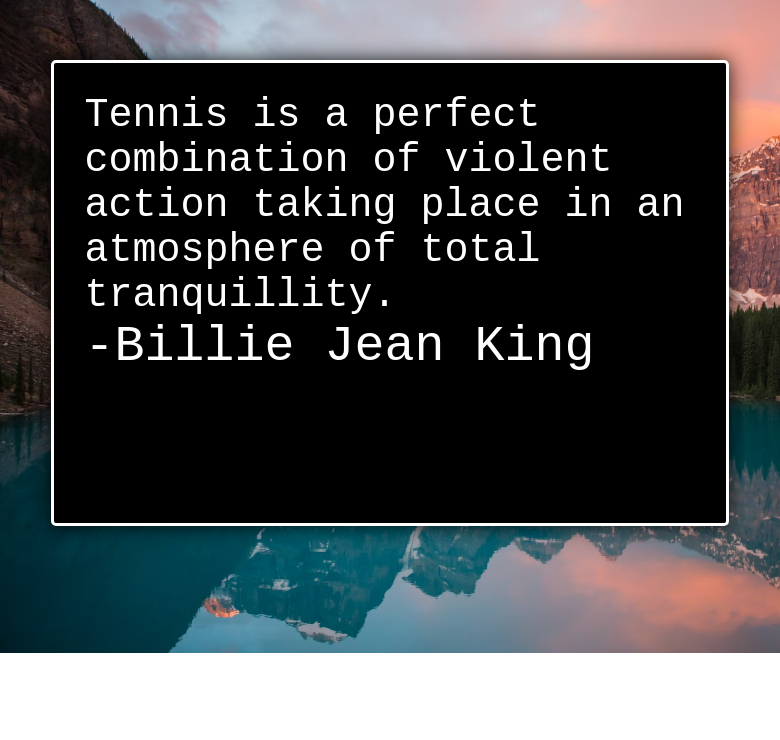 Tennis is a perfect
combination of violent
action taking place in an
atmosphere of total
tranquillity.
-Billie Jean King